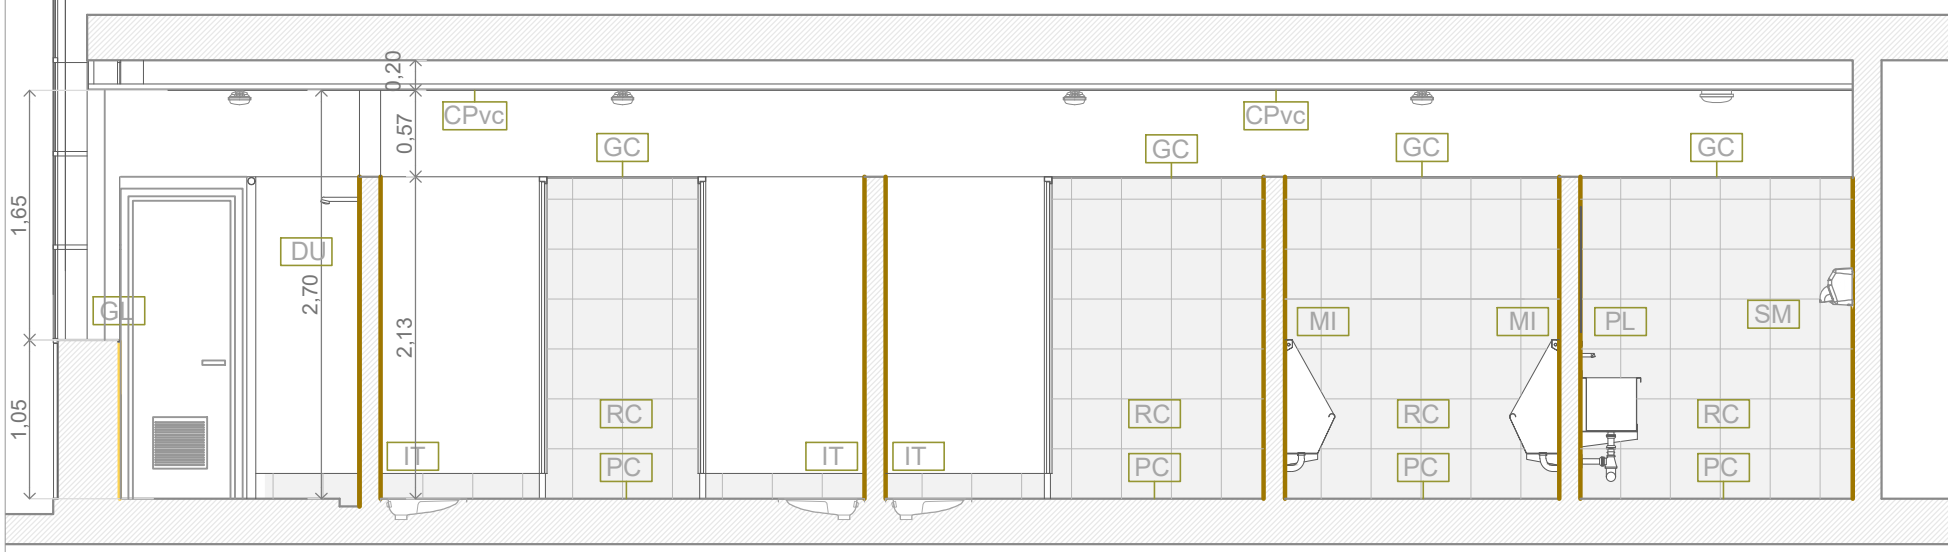 0,20
CPvc
CPvc
0,57
GC
GC
GC
GC
1,65
DU
2,70
GL
2,13
MI
MI
PL
SM
1,05
RC
RC
RC
RC
IT
IT
IT
PC
PC
PC
PC